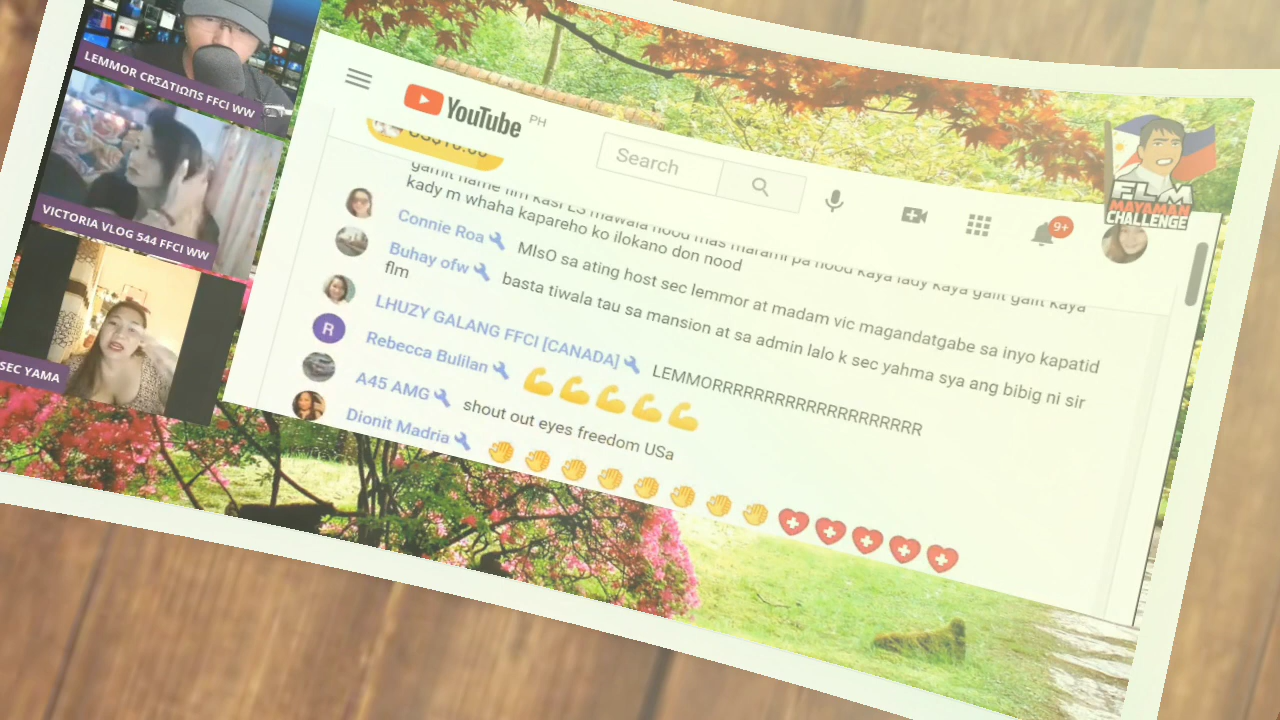 LEMMOR CRΣΔTIΩΠS FFCI WW
VICTORIA VLOG 544 FFCI WW
SEC YAMA
YouTube PH
Search
9+
FLM
MAYAMAN
CHALLENGE
kady m whaha kapareho ko ilokano don nood
Connie Roa MIsO sa ating host sec lemmor at madam vic magandatgabe sa inyo kapatid
flm
Buhay ofw basta tiwala tau sa mansion at sa admin lalo k sec yahma sya ang bibig ni sir
LHUZY GALANG FFCI [CANADA] LEMMORRRRRRRRRRRRRRRRRRRR
R
Rebecca Bulilan 💪💪💪💪💪
A45 AMG shout out eyes freedom USa
Dionit Madria